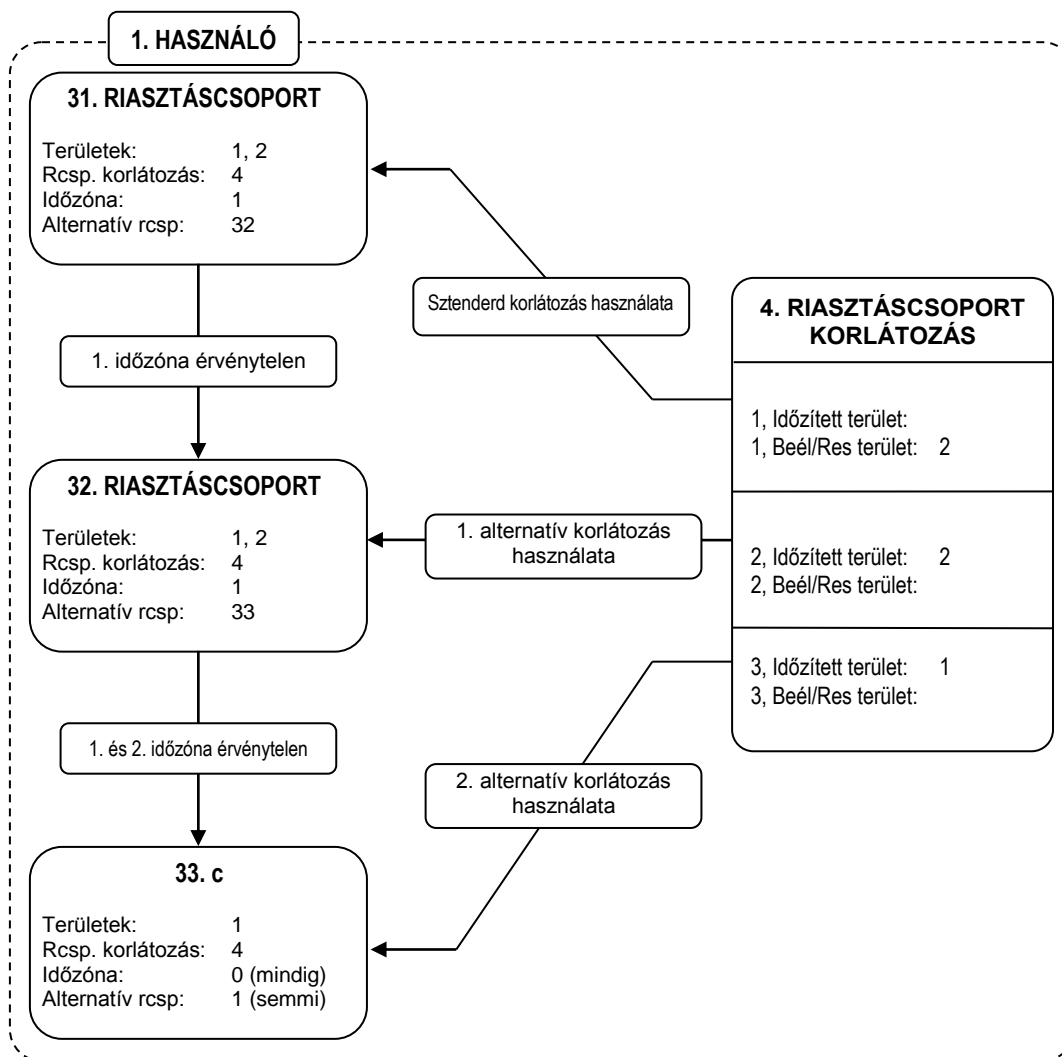 1. HASZNÁLÓ
31. RIASZTÁSCSOPORT
Területek: 1, 2
Rcsp. korlátozás: 4
Időzóna: 1
Alternatív rcsp: 32
Sztenderd korlátozás használata
4. RIASZTÁSCSOPORT
KORLÁTOZÁS
1. időzóna érvénytelen
1, Időzített terület:
1, Beél/Res terület: 2
32. RIASZTÁSCSOPORT
Területek: 1, 2
Rcsp. korlátozás: 4
Időzóna: 1
Alternatív rcsp: 33
1. alternatív korlátozás
használata
2, Időzített terület: 2
2, Beél/Res terület:
3, Időzített terület: 1
3, Beél/Res terület:
1. és 2. időzóna érvénytelen
2. alternatív korlátozás
használata
33. c
Területek: 1
Rcsp. korlátozás: 4
Időzóna: 0 (mindig)
Alternatív rcsp: 1 (semmi)